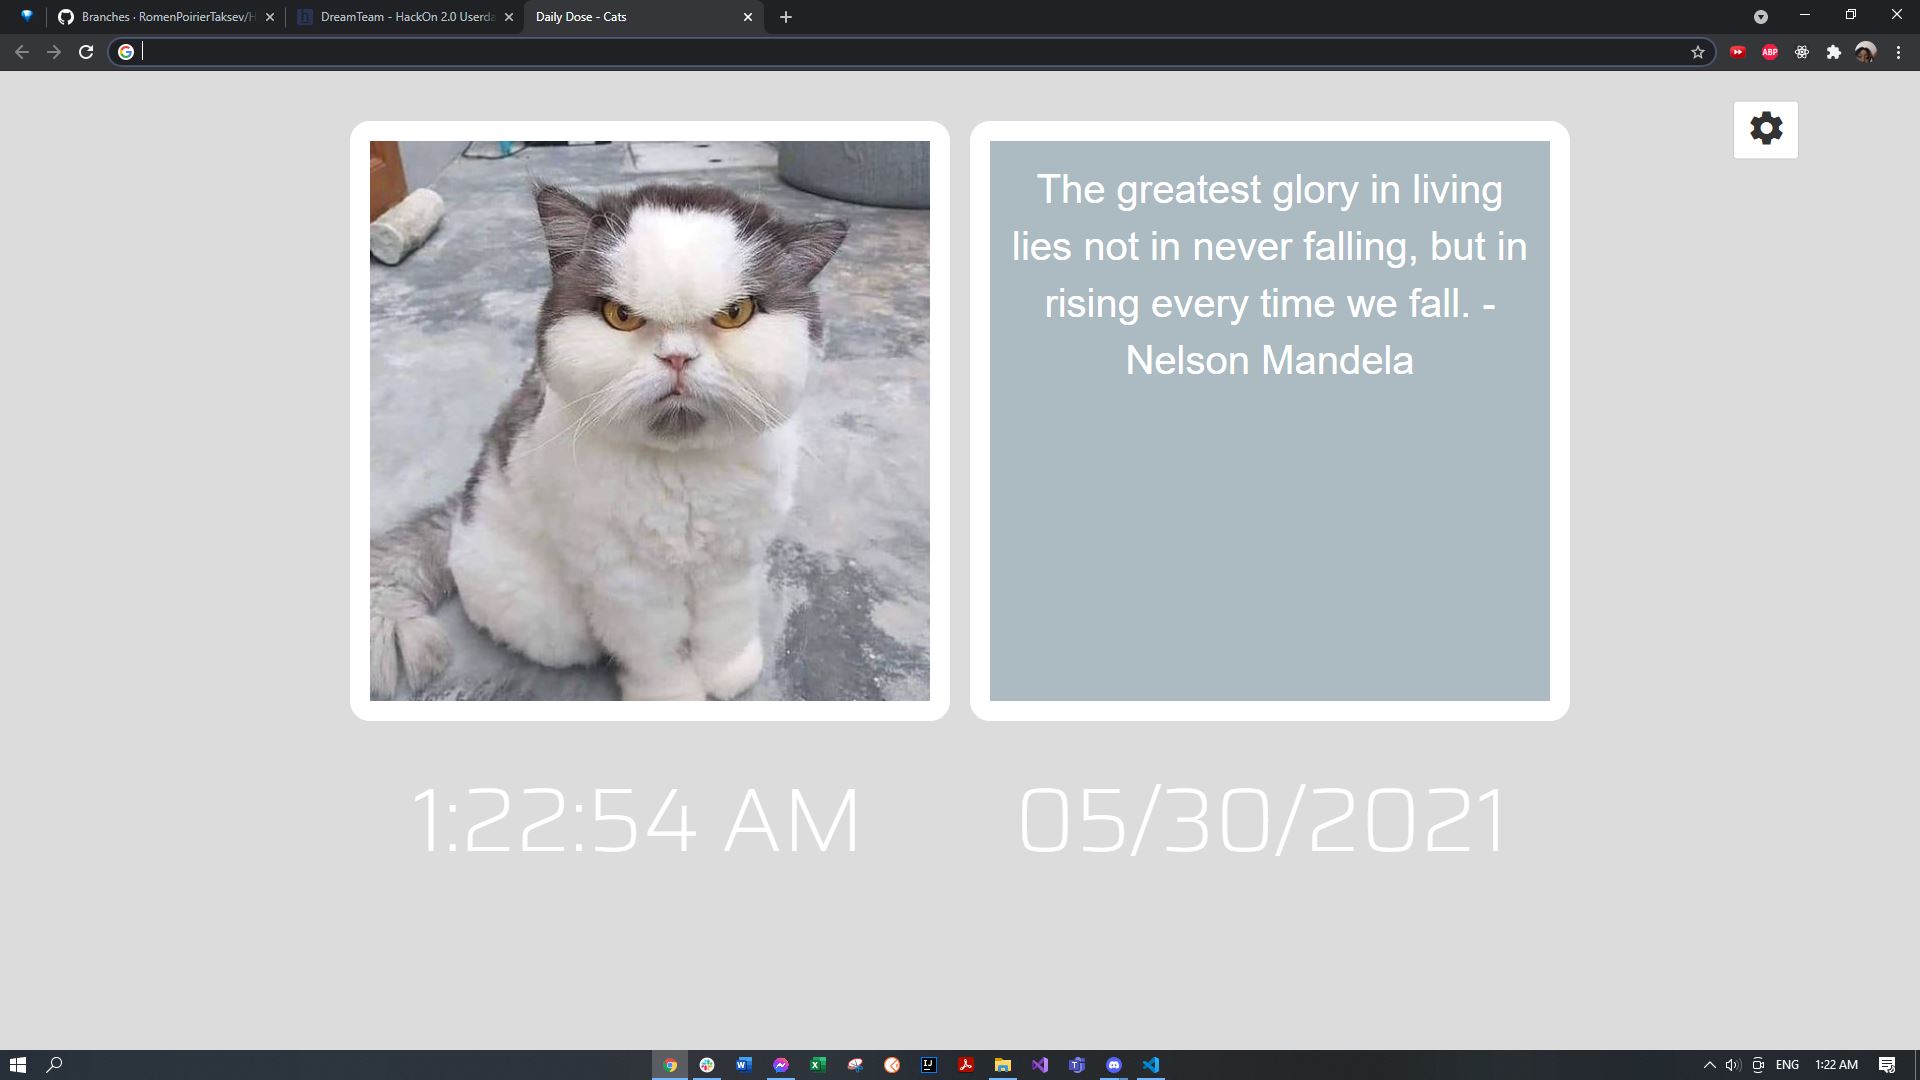 Branches · RomenPoirierTaksev/H
DreamTeam - HackOn 2.0 Userda
Daily Dose - Cats
ABP
The greatest glory in living
lies not in never falling, but in
rising every time we fall. -
Nelson Mandela
1:22:54 AM
05/30/2021
ENG
1:22 AM